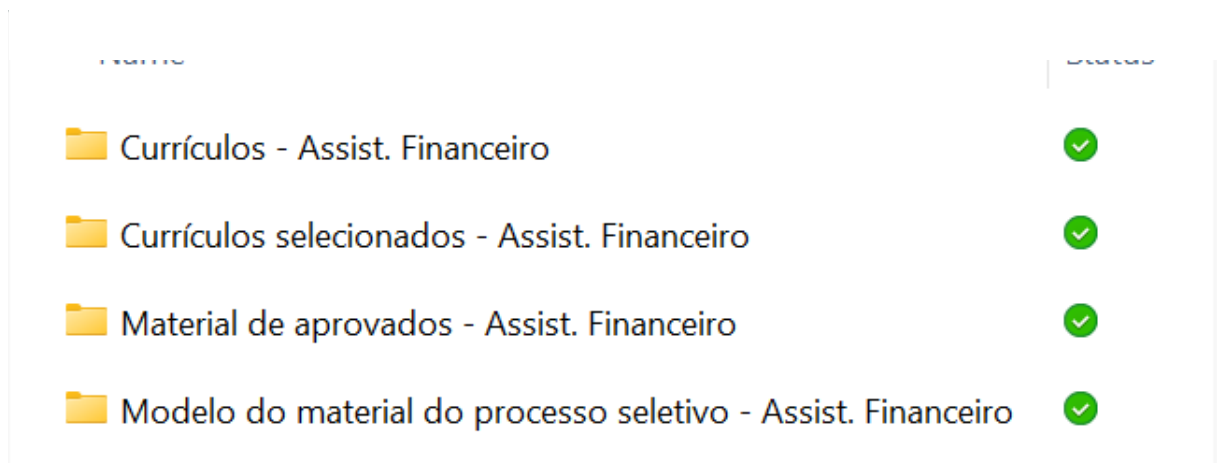 Currículos - Assist. Financeiro
Currículos selecionados - Assist. Financeiro
Material de aprovados - Assist. Financeiro
Modelo do material do processo seletivo - Assist. Financeiro